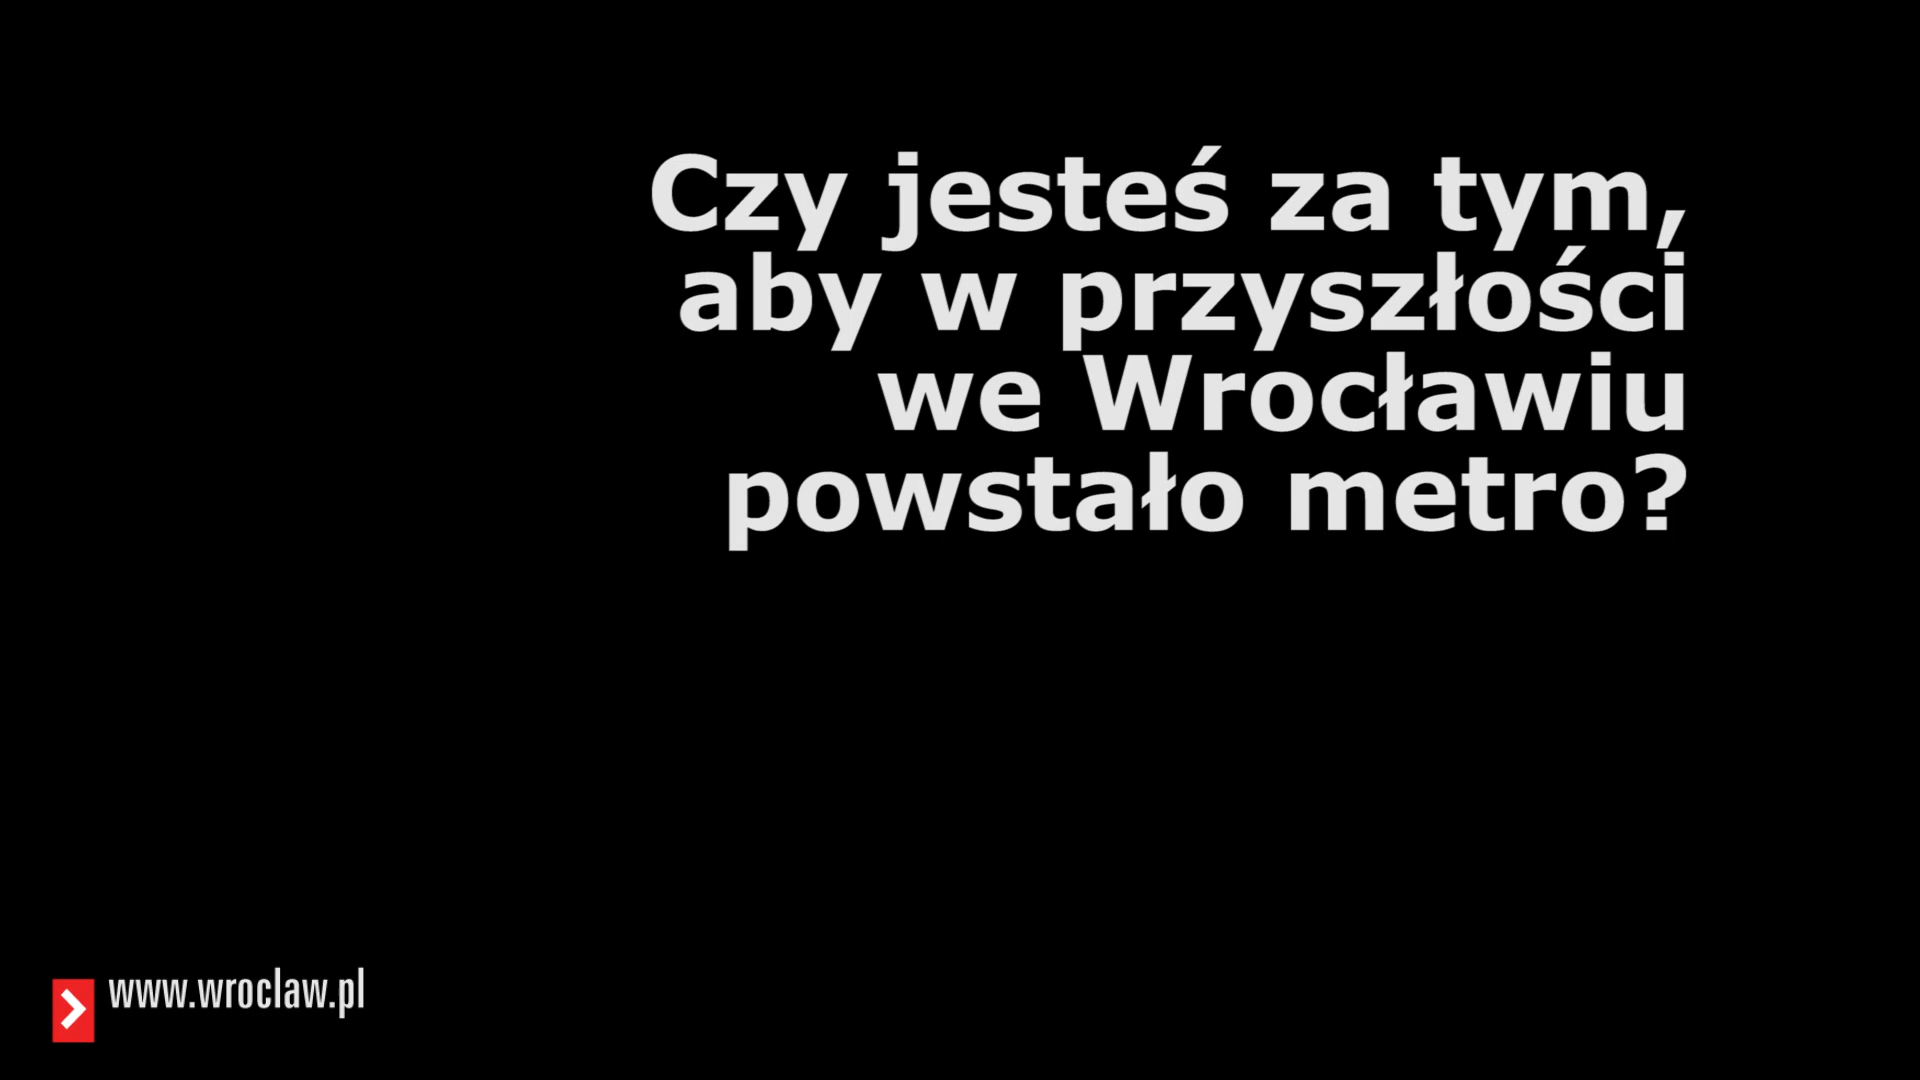 Czy jesteś za tym,
aby w przyszłości
we Wrocławiu
powstało metro?
www.wroclaw.pl